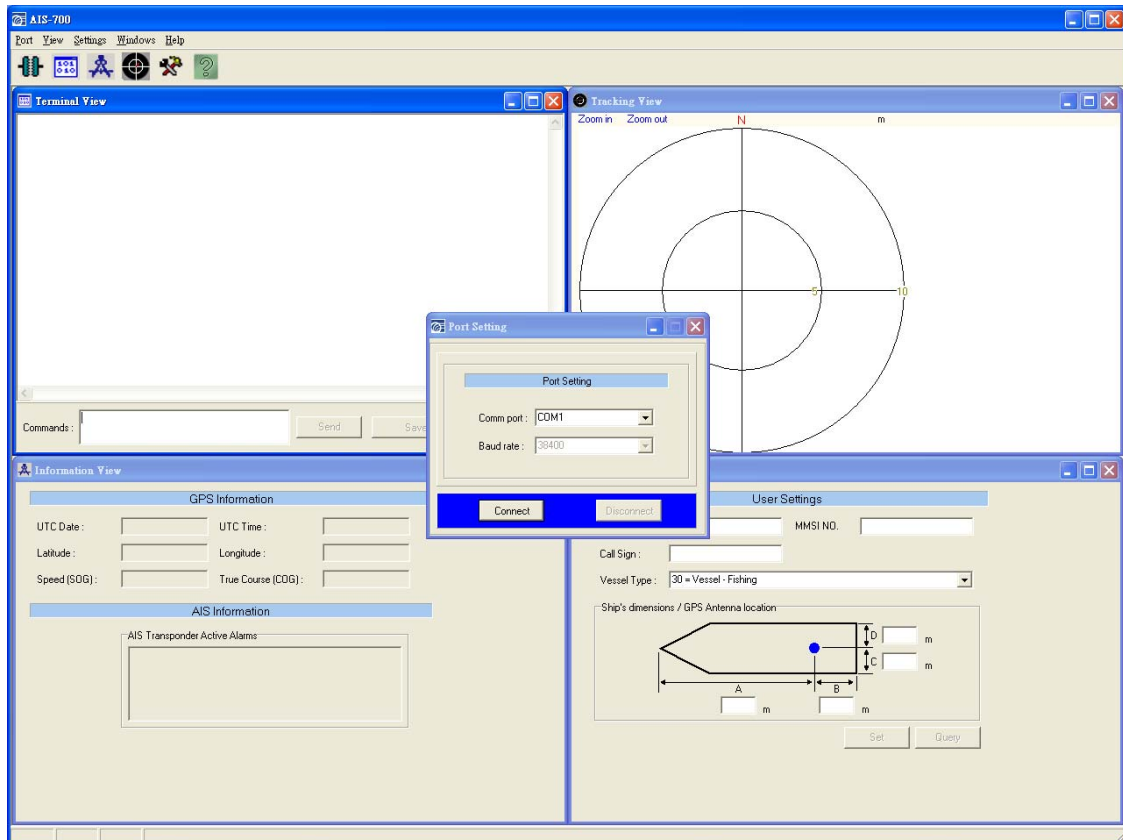 AIS-700
Port View Settings Windows Help
101
010
?
Terminal View
Commands :
Send
Save
Tracking View
Zoom in Zoom out N m
5 10
Port Setting
Port Setting
Comm port : COM1
Baud rate : 38400
Connect Disconnect
Information View
GPS Information
UTC Date : UTC Time :
Latitude : Longitude :
Speed (SOG) : True Course (COG) :
AIS Information
AIS Transponder Active Alarms
User Settings
MMSI NO.
Call Sign :
Vessel Type : 30 = Vessel - Fishing
Ship's dimensions / GPS Antenna location
D m
C m
A B
m m
Set Query